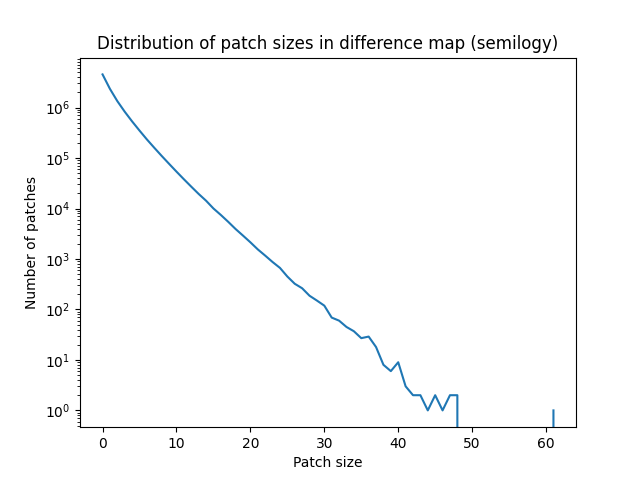 Distribution of patch sizes in difference map (semilogy)
Number of patches
10^6
10^5
10^4
10^3
10^2
10^1
10^0
0 10 20 30 40 50 60
Patch size